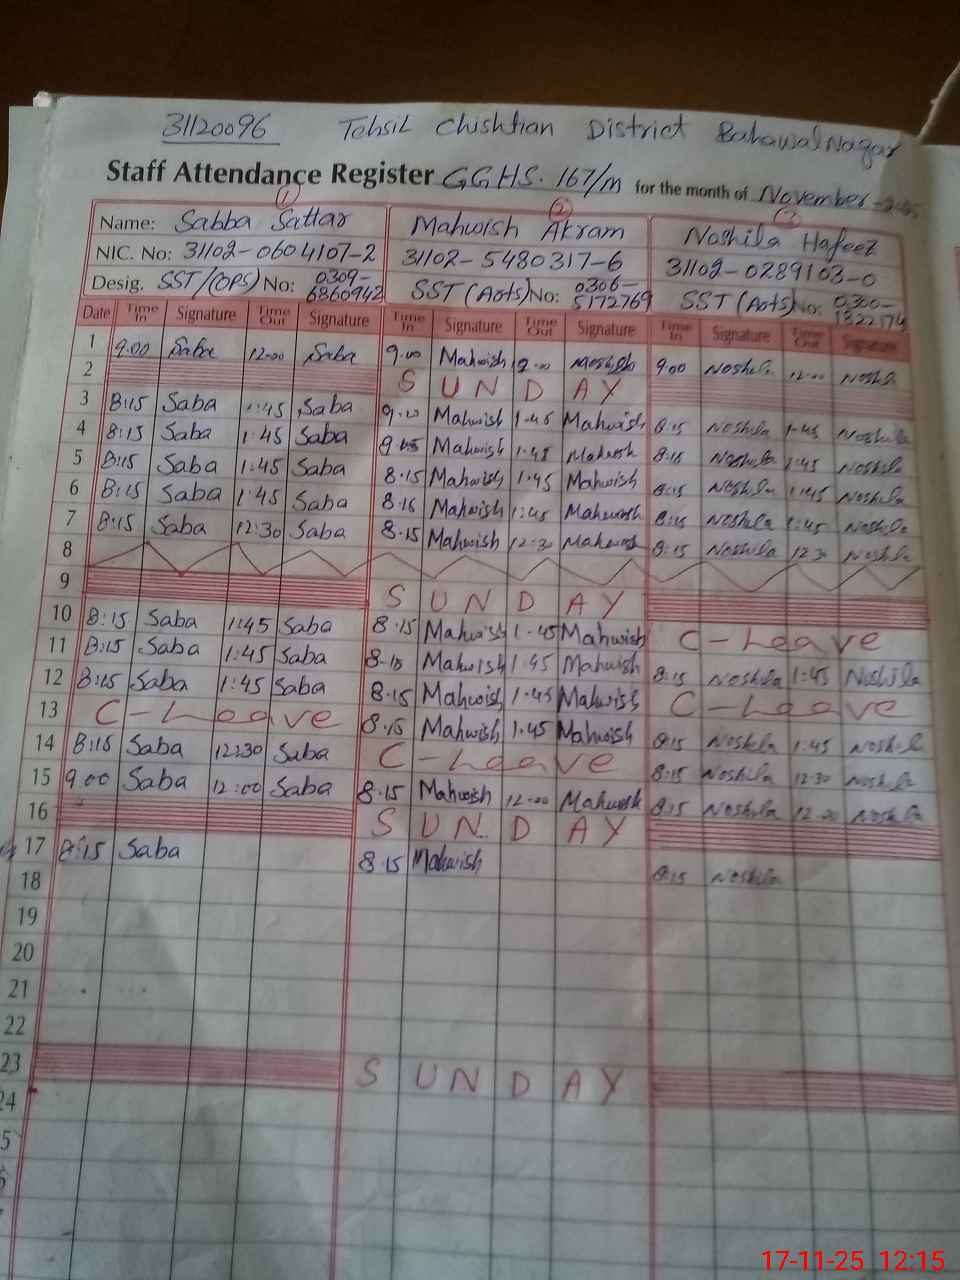 31120096 Tehsil Chishtian District BahawalNagar
Staff Attendance Register G.G.H.S. 167/m for the month of November-2025
(1) (2) (3)
Name: Sabba Sattar Mahwish Akram Noshila Hafeez
NIC. No: 31102-0604107-2 31102-5480317-6 31102-0289103-0
Desig. SST/(OPS) No: 0309-6860942 SST (Arts) No: 0306-5172769 SST (Arts) No:
Date Time In Signature Time Out Signature Time In Signature Time Out Signature Time In Signature Time Out Signature
1 9.00 Saba 12.00 Saba 9.00 Mahwish 12.00 9.00 Noshila 12.00 Noshila
2 S U N D A Y
3 8:15 Saba 1:45 Saba 9.00 Mahwish 1.45 Mahwish 8:15 Noshila 1.45 Noshila
4 8:15 Saba 1:45 Saba Mahwish 1.45 Mahwish 8:15 Noshila 1:45 Noshila
5 8:15 Saba 1:45 Saba 8.15 Mahwish 1.45 Mahwish 8:15 Noshila 1:45 Noshila
6 8:15 Saba 1:45 Saba 8.15 Mahwish 1:45 Mahwish 8:15 Noshila 1:45 Noshila
7 8:15 Saba 12:30 Saba 8.15 Mahwish 12:30 Mahwish 8:15 Noshila 12 30 Noshila
8
9 S U N D A Y
10 8:15 Saba 1:45 Saba 8.15 Mahwish 1.45 Mahwish C-Leave
11 8:15 Saba 1:45 Saba 8.15 Mahwish 1.45 Mahwish 8:15 Noshila 1:45 Noshila
12 8:15 Saba 1:45 Saba 8.15 Mahwish 1.45 Mahwish C-Leave
13 C-Leave 8.15 Mahwish 1.45 Mahwish 8:15 Noshila 1:45 Noshila
14 8:15 Saba 12:30 Saba C-Leave 8:15 Noshila 12 30 Noshila
15 9.00 Saba 12:00 Saba 8.15 Mahwish 12.00 Mahwish 8:15 Noshila 12.00 Noshila
16 S U N D A Y
17 8:15 Saba 8.15 Mahwish 8:15 Noshila
18
19
20
21
22
23 S U N D A Y
24
5
17-11-25 12:15